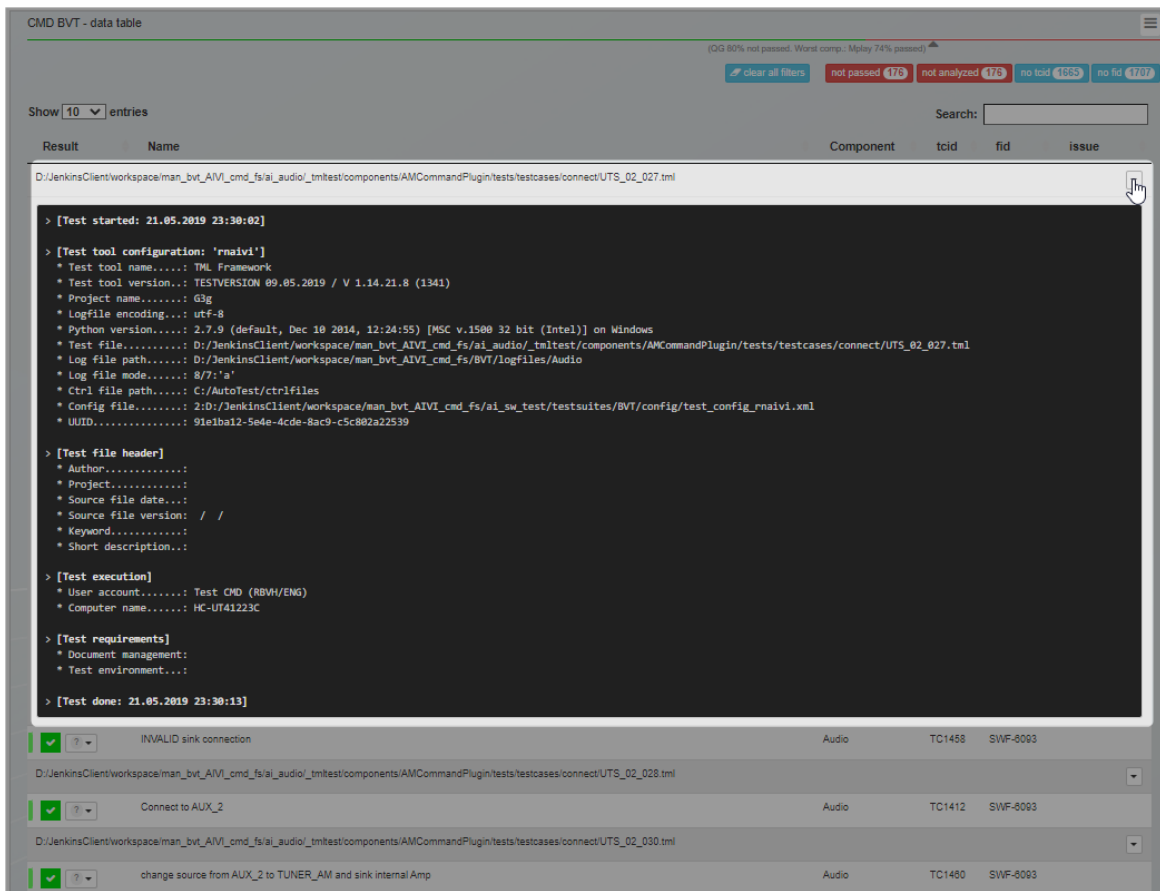 CMD BVT - data table
(QG 80% not passed. Worst comp.: Mplay 74% passed)
clear all filters not passed 176 not analyzed 176 no tcid 1665 no fid 1707
Show 10 entries Search:
Result Name Component tcid fid issue
D:/JenkinsClient/workspace/man_bvt_AIVI_cmd_fs/ai_audio/_tmltest/components/AMCommandPlugin/tests/testcases/connect/UTS_02_027.tml
> [Test started: 21.05.2019 23:30:02]
> [Test tool configuration: 'rnaivi']
* Test tool name.....: TML Framework
* Test tool version..: TESTVERSION 09.05.2019 / V 1.14.21.8 (1341)
* Project name.......: G3g
* Logfile encoding...: utf-8
* Python version.....: 2.7.9 (default, Dec 10 2014, 12:24:55) [MSC v.1500 32 bit (Intel)] on Windows
* Test file..........: D:/JenkinsClient/workspace/man_bvt_AIVI_cmd_fs/ai_audio/_tmltest/components/AMCommandPlugin/tests/testcases/connect/UTS_02_027.tml
* Log file path......: D:/JenkinsClient/workspace/man_bvt_AIVI_cmd_fs/BVT/logfiles/Audio
* Log file mode......: 8/7:'a'
* Ctrl file path.....: C:/AutoTest/ctrlfiles
* Config file........: 2:D:/JenkinsClient/workspace/man_bvt_AIVI_cmd_fs/ai_sw_test/testsuites/BVT/config/test_config_rnaivi.xml
* UUID...............: 91e1ba12-5e4e-4cde-8ac9-c5c802a22539
> [Test file header]
* Author.............:
* Project............:
* Source file date...:
* Source file version: / /
* Keyword............:
* Short description..:
> [Test execution]
* User account.......: Test CMD (RBVH/ENG)
* Computer name......: HC-UT41223C
> [Test requirements]
* Document management:
* Test environment...:
> [Test done: 21.05.2019 23:30:13]
? INVALID sink connection Audio TC1458 SWF-6093
D:/JenkinsClient/workspace/man_bvt_AIVI_cmd_fs/ai_audio/_tmltest/components/AMCommandPlugin/tests/testcases/connect/UTS_02_028.tml
? Connect to AUX_2 Audio TC1412 SWF-6093
D:/JenkinsClient/workspace/man_bvt_AIVI_cmd_fs/ai_audio/_tmltest/components/AMCommandPlugin/tests/testcases/connect/UTS_02_030.tml
? change source from AUX_2 to TUNER_AM and sink internal Amp Audio TC1460 SWF-6093